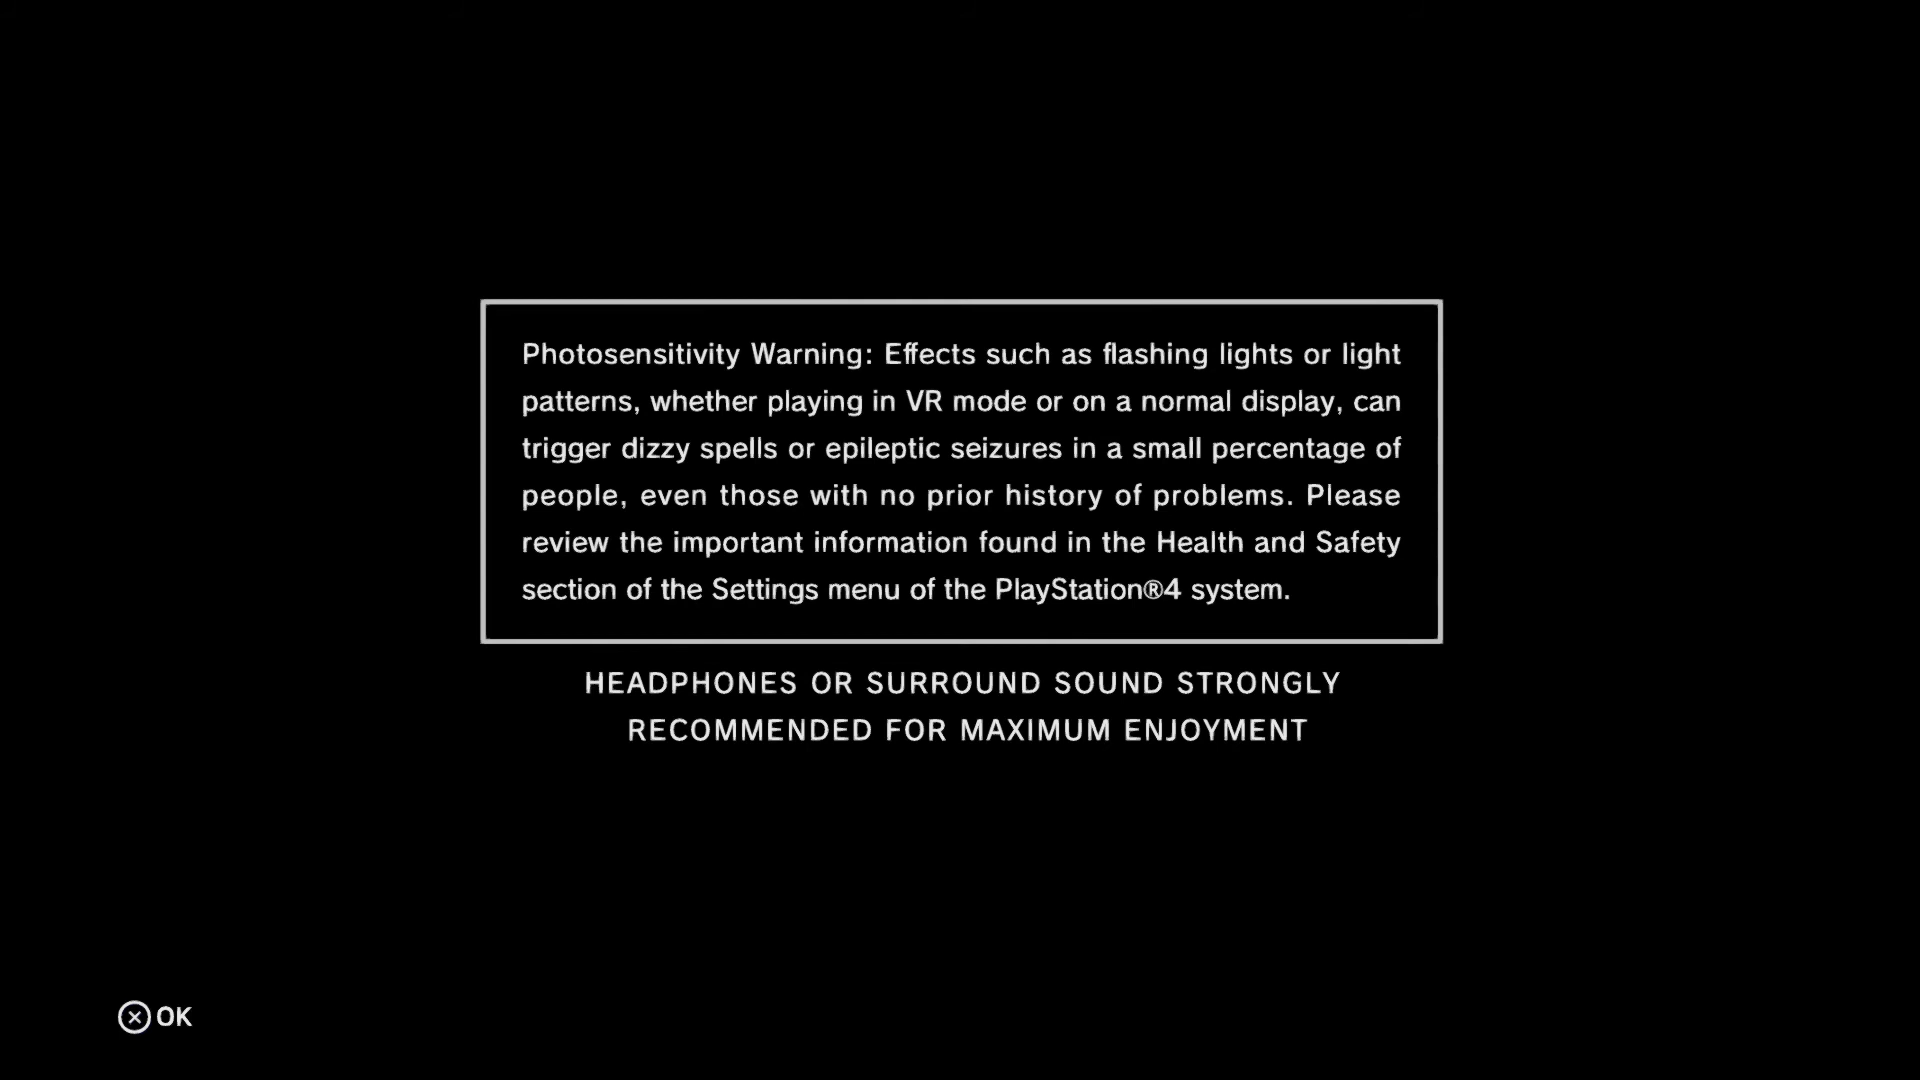 Photosensitivity Warning: Effects such as flashing lights or light
patterns, whether playing in VR mode or on a normal display, can
trigger dizzy spells or epileptic seizures in a small percentage of
people, even those with no prior history of problems. Please
review the important information found in the Health and Safety
section of the Settings menu of the PlayStation®4 system.
HEADPHONES OR SURROUND SOUND STRONGLY
RECOMMENDED FOR MAXIMUM ENJOYMENT
OK